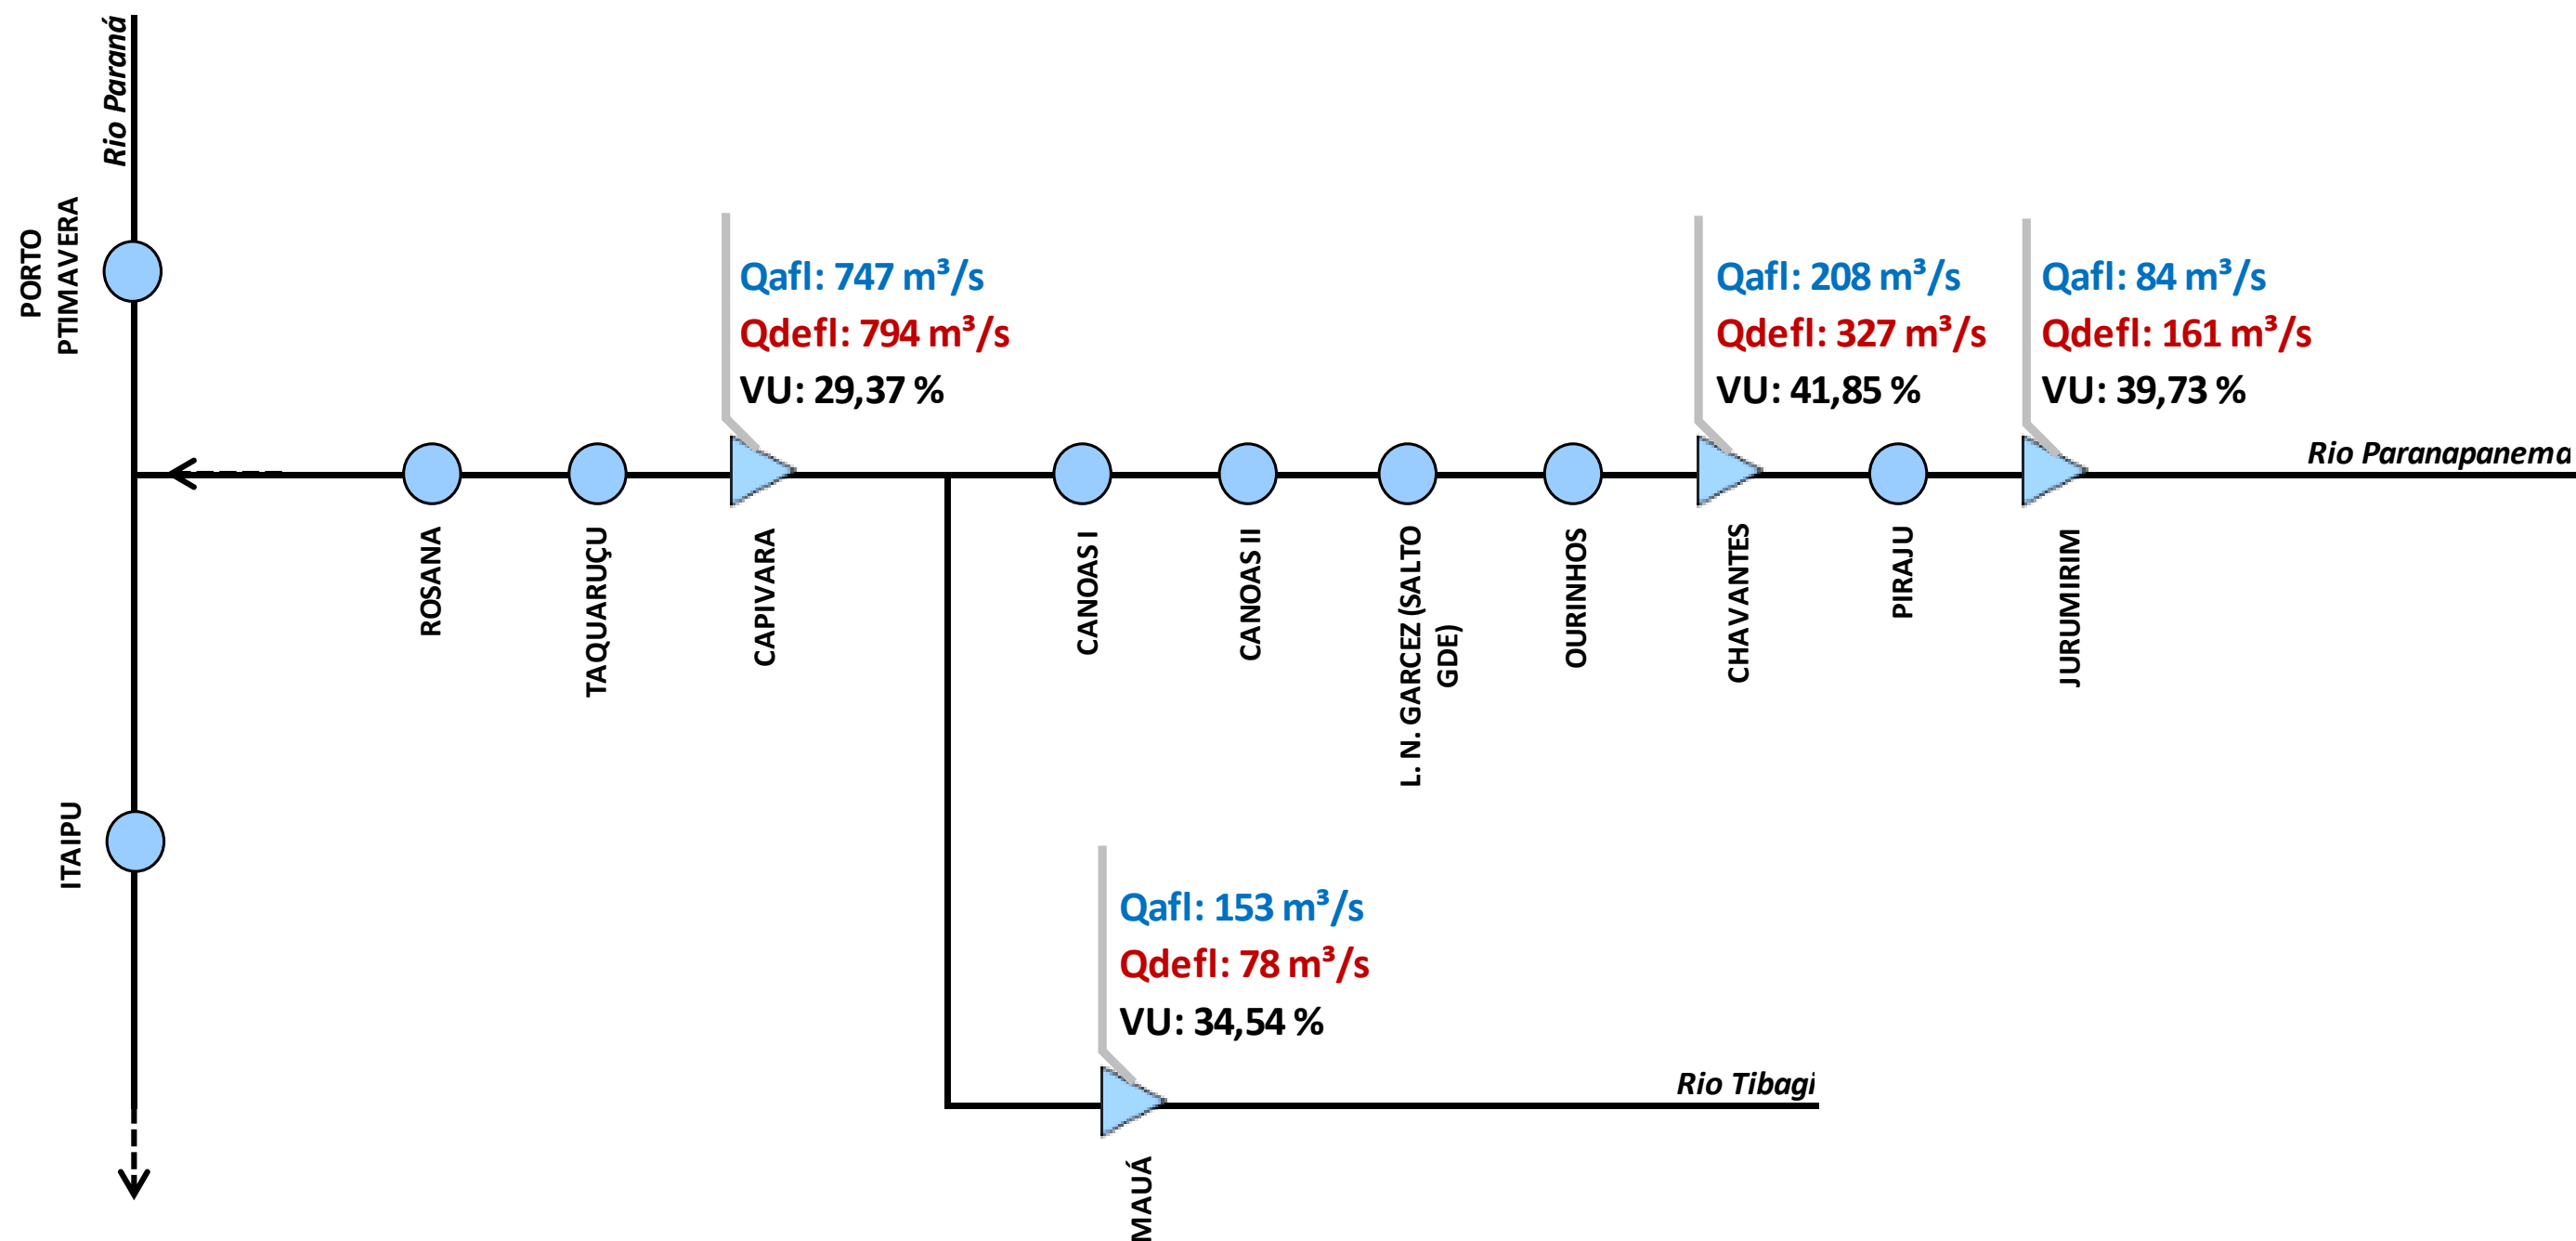 Rio Paraná
PORTO
PTIMAVERA
Qafl: 747 m³/s
Qdefl: 794 m³/s
VU: 29,37 %
Qafl: 208 m³/s
Qdefl: 327 m³/s
VU: 41,85 %
Qafl: 84 m³/s
Qdefl: 161 m³/s
VU: 39,73 %
Rio Paranapanema
ROSANA
TAQUARUÇU
CAPIVARA
CANOAS I
CANOAS II
L. N. GARCEZ (SALTO
GDE)
OURINHOS
CHAVANTES
PIRAJU
JURUMIRIM
ITAIPU
Qafl: 153 m³/s
Qdefl: 78 m³/s
VU: 34,54 %
Rio Tibagi
MAUÁ